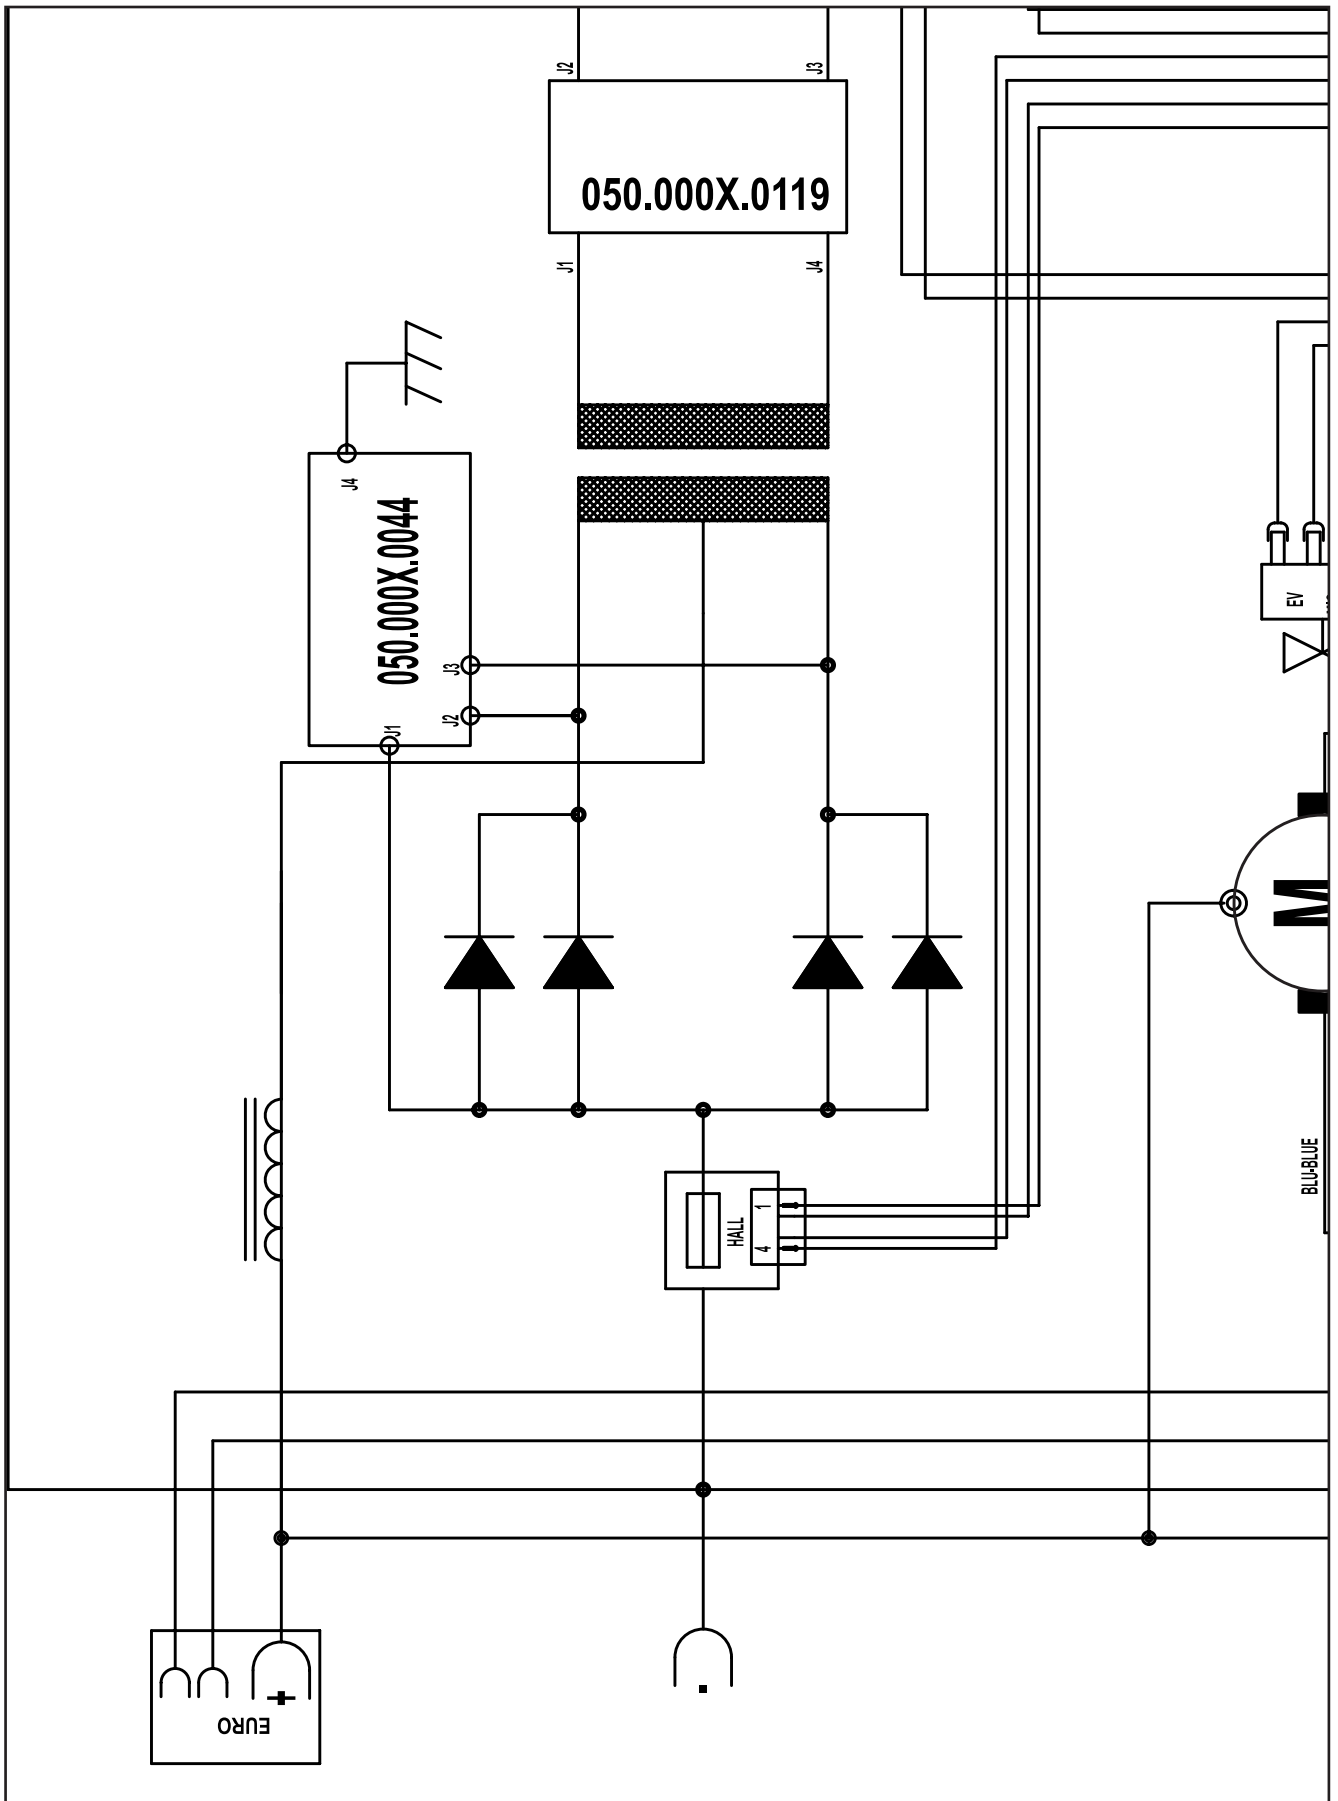 J2
J3
050.000X.0119
J1
J4
J4
050.000X.0044
J3
J2
J1
EV
M
BLU-BLUE
1
HALL
4
+
-
EURO